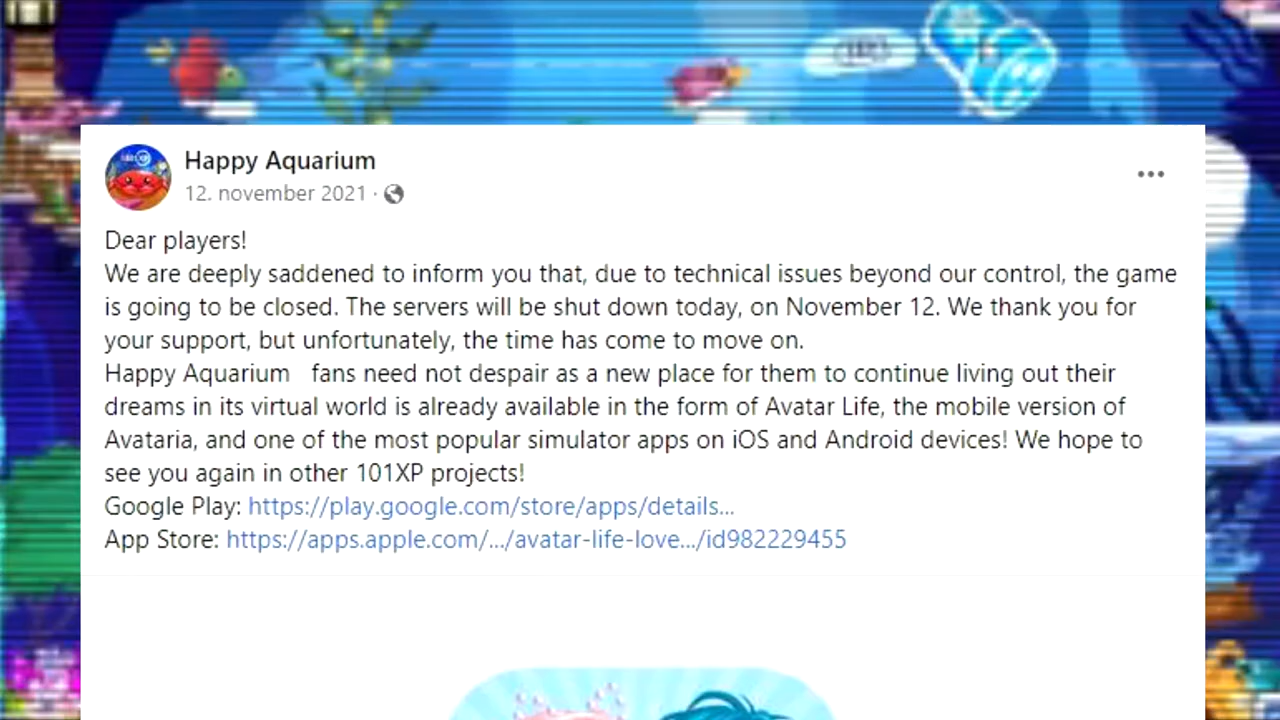 Happy Aquarium
12. november 2021 ·
Dear players!
We are deeply saddened to inform you that, due to technical issues beyond our control, the game
is going to be closed. The servers will be shut down today, on November 12. We thank you for
your support, but unfortunately, the time has come to move on.
Happy Aquarium   fans need not despair as a new place for them to continue living out their
dreams in its virtual world is already available in the form of Avatar Life, the mobile version of
Avataria, and one of the most popular simulator apps on iOS and Android devices! We hope to
see you again in other 101XP projects!
Google Play: https://play.google.com/store/apps/details...
App Store: https://apps.apple.com/.../avatar-life-love.../id982229455